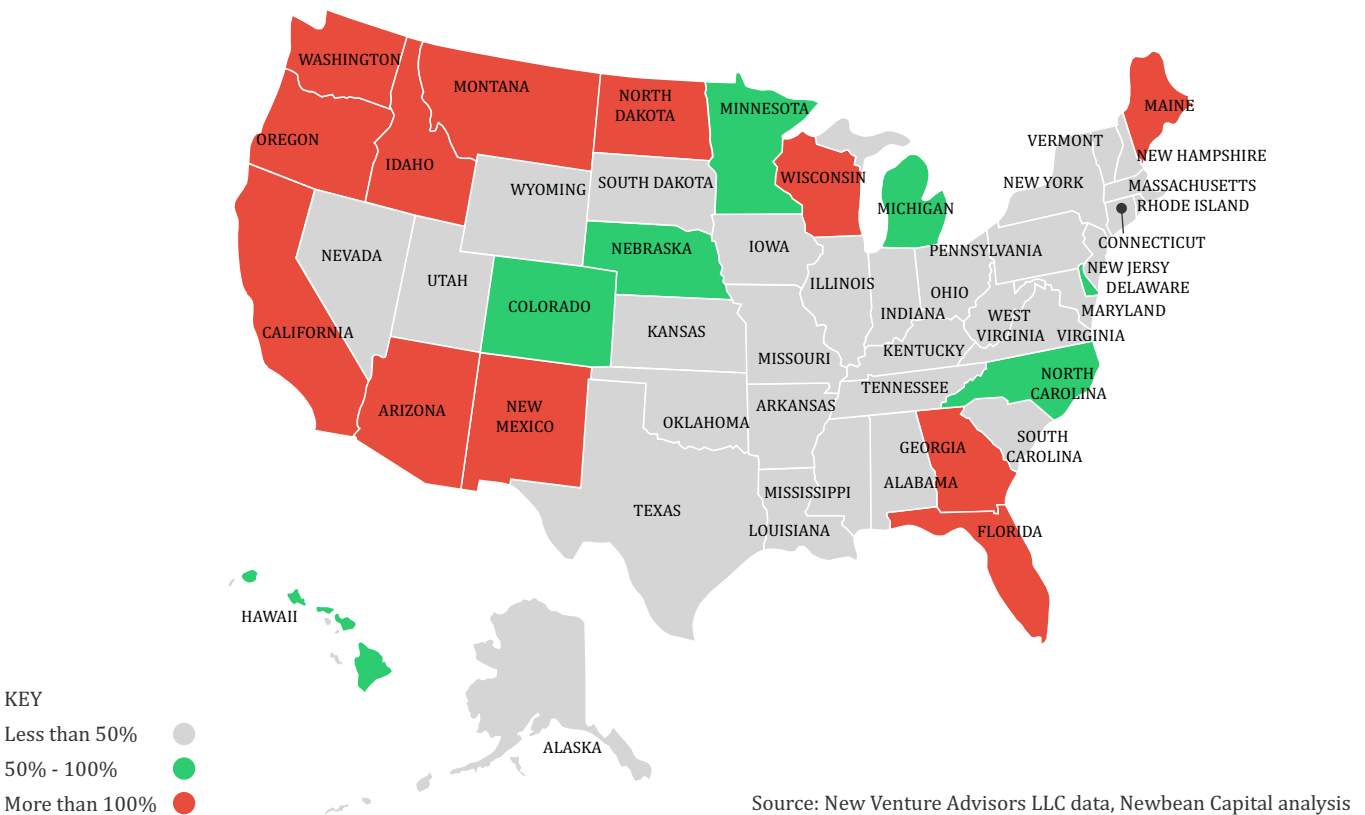 WASHINGTON
MONTANA
NORTH
DAKOTA
MINNESOTA
MAINE
OREGON
IDAHO
VERMONT
NEW HAMPSHIRE
WYOMING
SOUTH DAKOTA
WISCONSIN
MICHIGAN
NEW YORK
MASSACHUSETTS
RHODE ISLAND
CONNECTICUT
NEVADA
UTAH
NEBRASKA
IOWA
PENNSYLVANIA
NEW JERSY
DELAWARE
MARYLAND
COLORADO
ILLINOIS
INDIANA
OHIO
WEST
VIRGINIA
VIRGINIA
CALIFORNIA
KANSAS
MISSOURI
KENTUCKY
NORTH
CAROLINA
TENNESSEE
ARIZONA
NEW
MEXICO
OKLAHOMA
ARKANSAS
SOUTH
CAROLINA
GEORGIA
ALABAMA
MISSISSIPPI
TEXAS
LOUISIANA
FLORIDA
HAWAII
ALASKA
KEY
Less than 50%
50% - 100%
More than 100%
Source: New Venture Advisors LLC data, Newbean Capital analysis